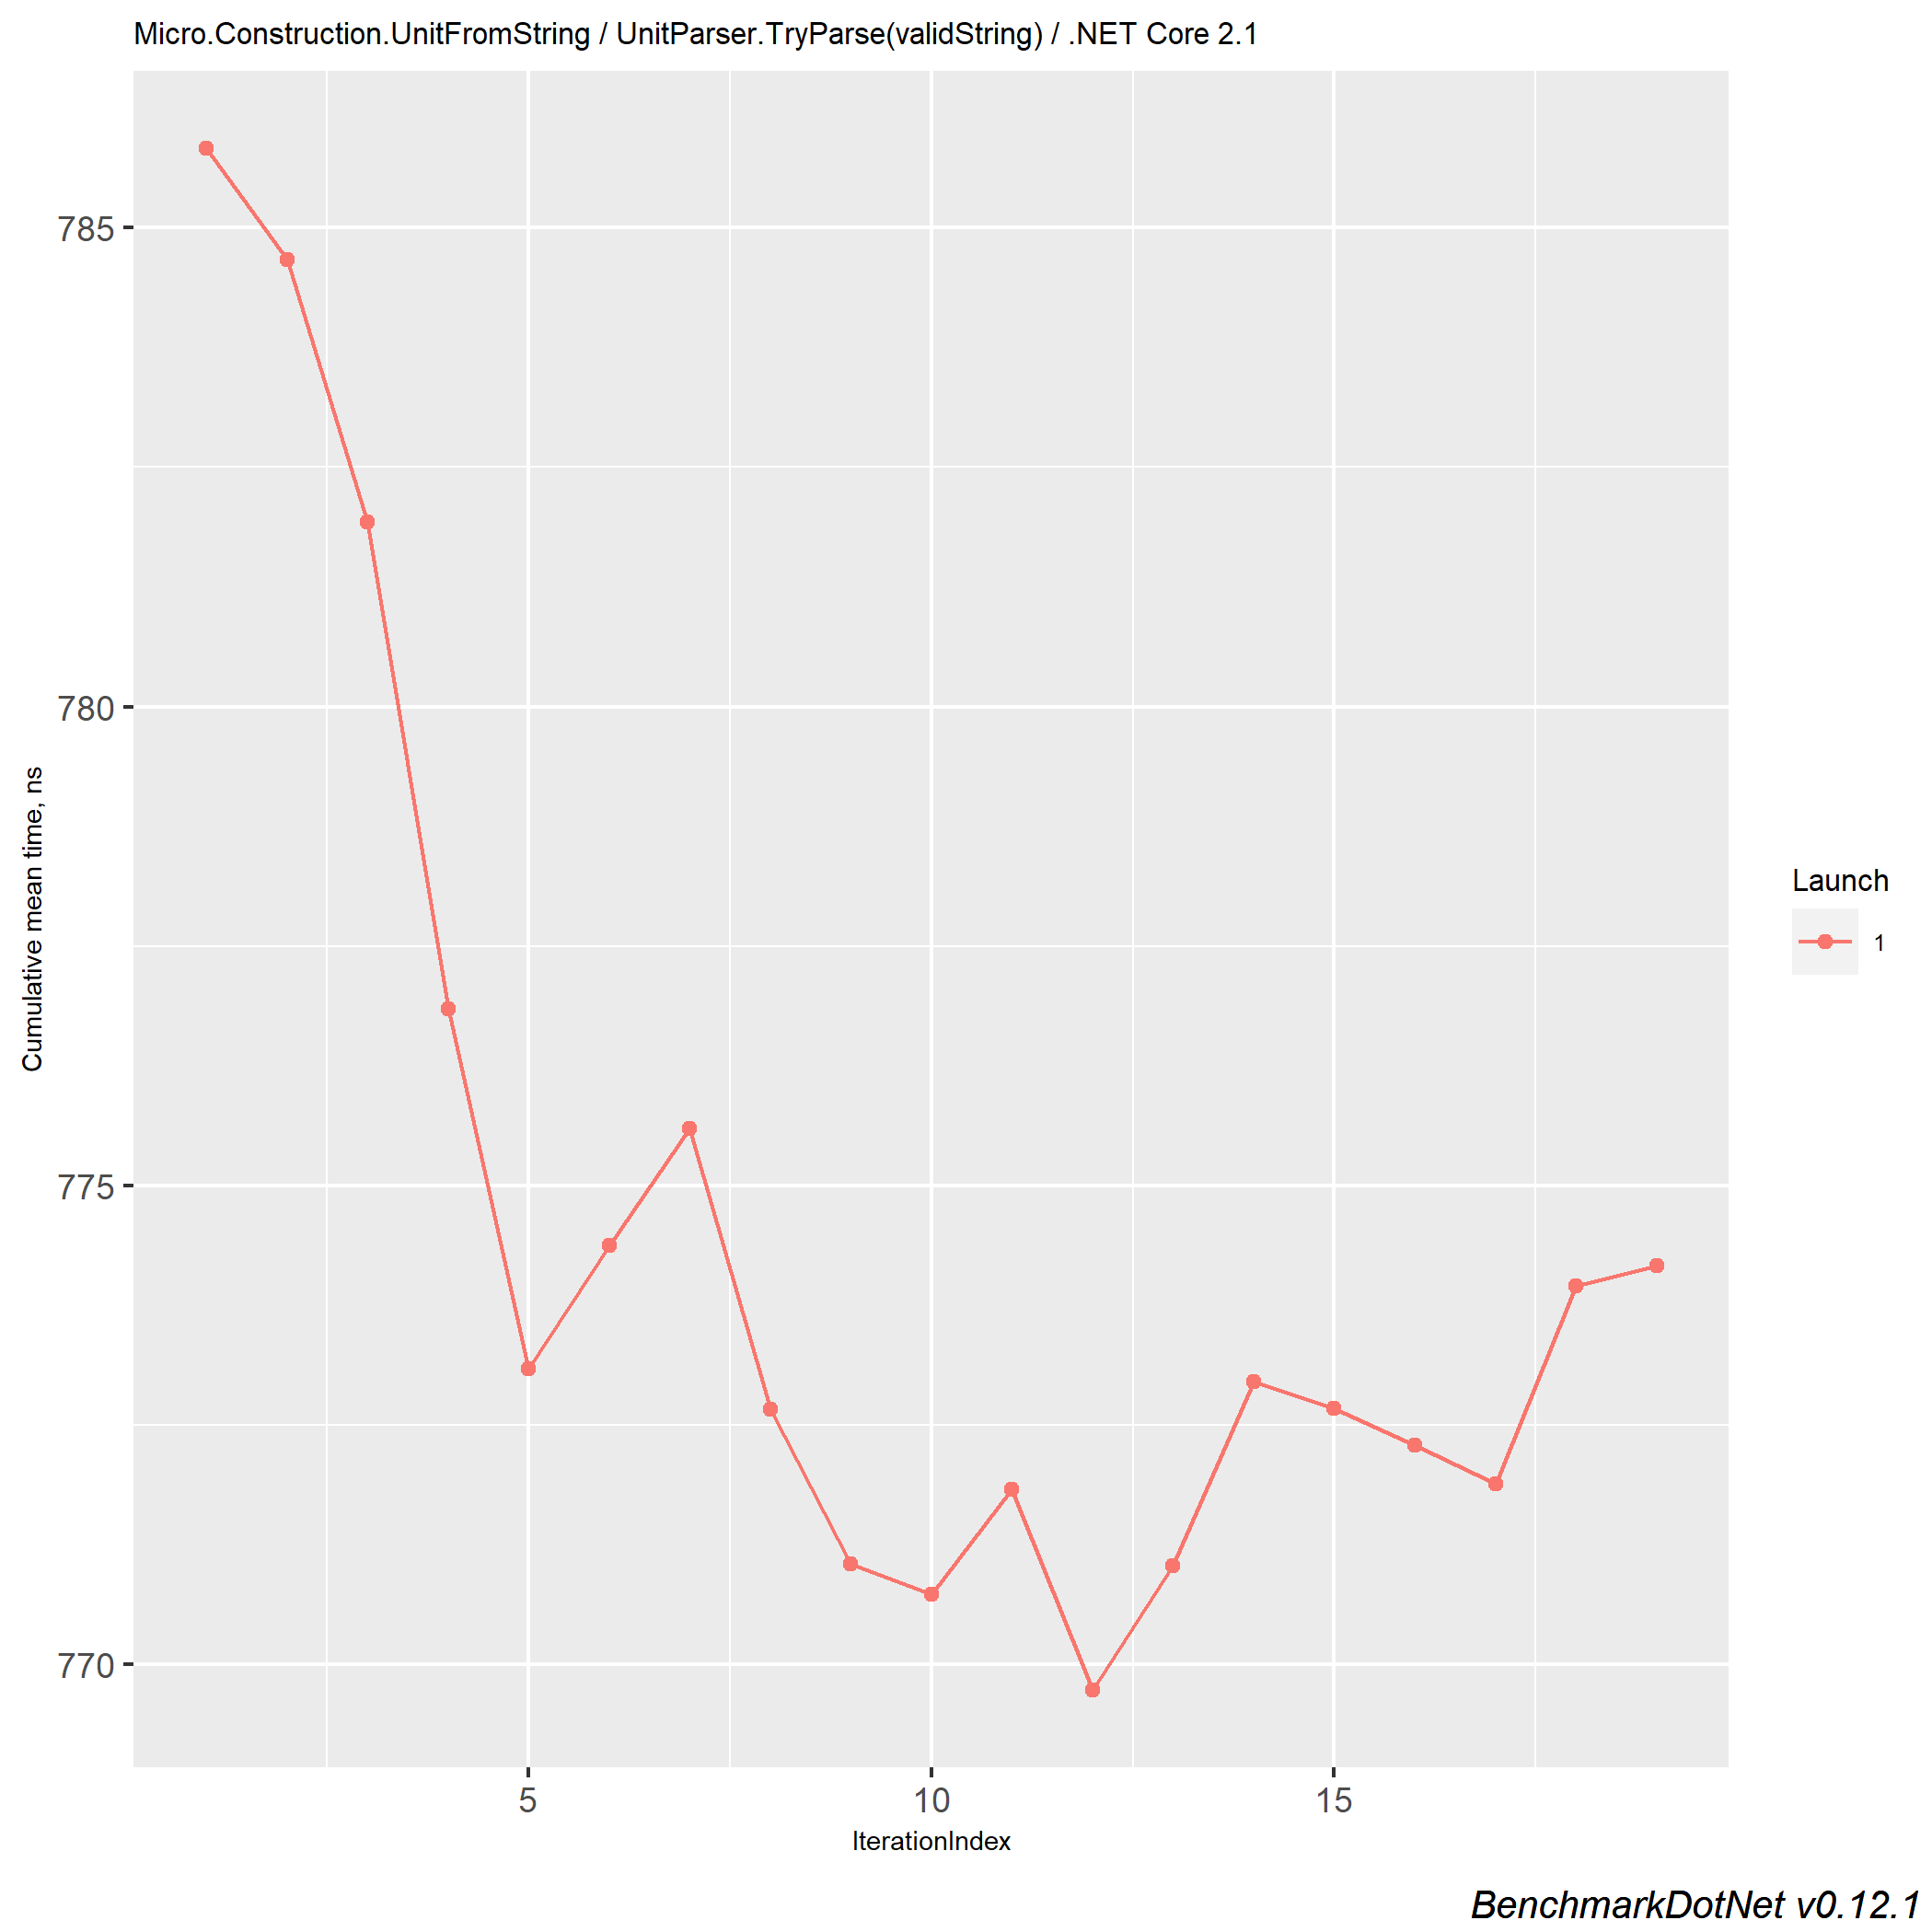 Micro.Construction.UnitFromString / UnitParser.TryParse(validString) / .NET Core 2.1
785
780
775
770
Cumulative mean time, ns
5 10 15
IterationIndex
Launch
1
BenchmarkDotNet v0.12.1